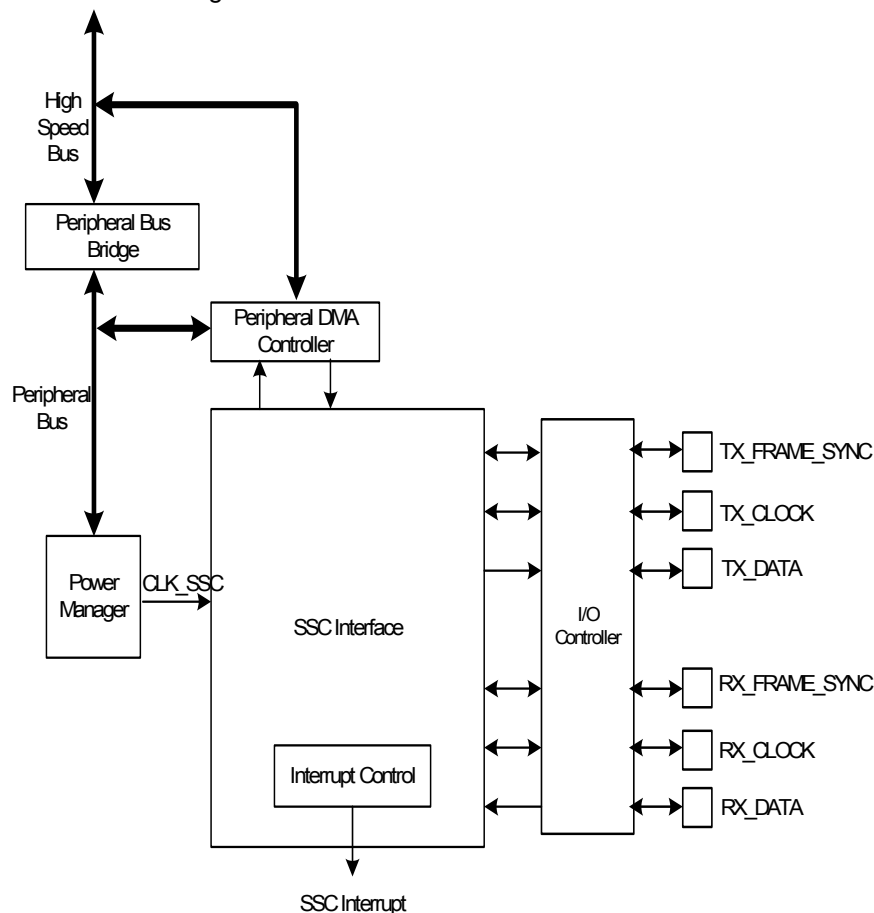 High
Speed
Bus
Peripheral Bus
Bridge
Peripheral DMA
Controller
Peripheral
Bus
TX_FRAME_SYNC
TX_CLOCK
TX_DATA
Power
Manager
CLK_SSC
SSC Interface
I/O
Controller
RX_FRAME_SYNC
RX_CLOCK
RX_DATA
Interrupt Control
SSC Interrupt